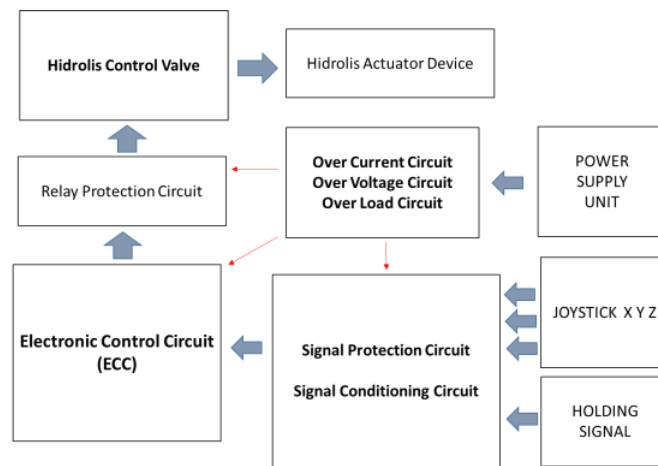 Hidrolis Control Valve
Hidrolis Actuator Device
Over Current Circuit
Over Voltage Circuit
Over Load Circuit
POWER
SUPPLY
UNIT
Relay Protection Circuit
Electronic Control Circuit
(ECC)
Signal Protection Circuit
Signal Conditioning Circuit
JOYSTICK X Y Z
HOLDING
SIGNAL